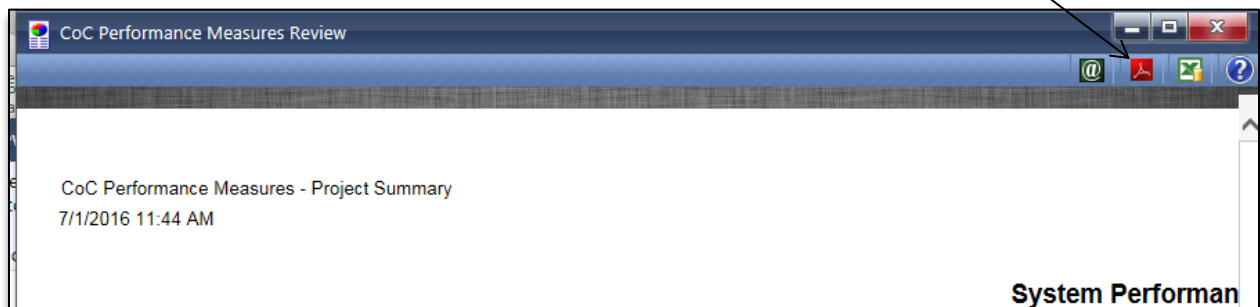 CoC Performance Measures Review
@ ?
CoC Performance Measures - Project Summary
7/1/2016 11:44 AM
System Performan